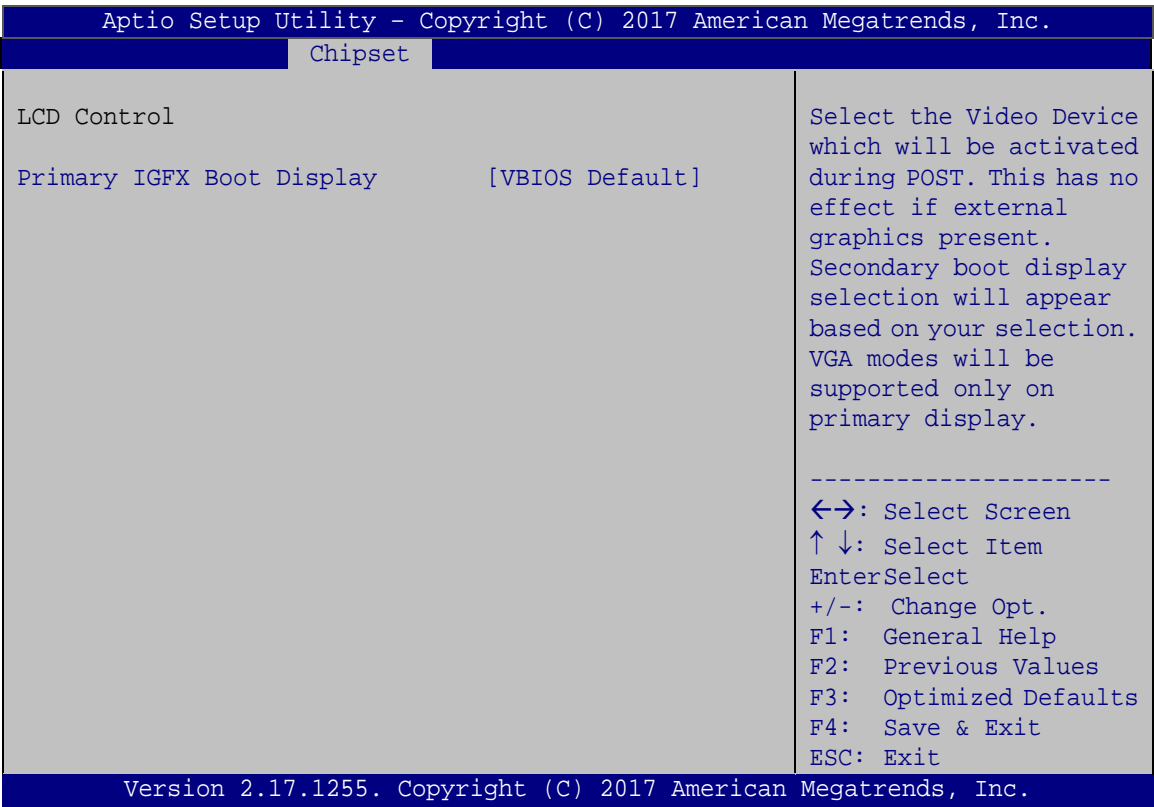 Aptio Setup Utility – Copyright (C) 2017 American Megatrends, Inc.
Chipset
LCD Control
Primary IGFX Boot Display [VBIOS Default]
Select the Video Device
which will be activated
during POST. This has no
effect if external
graphics present.
Secondary boot display
selection will appear
based on your selection.
VGA modes will be
supported only on
primary display.
---------------------
←→: Select Screen
↑ ↓: Select Item
EnterSelect
+/-: Change Opt.
F1: General Help
F2: Previous Values
F3: Optimized Defaults
F4: Save & Exit
ESC: Exit
Version 2.17.1255. Copyright (C) 2017 American Megatrends, Inc.